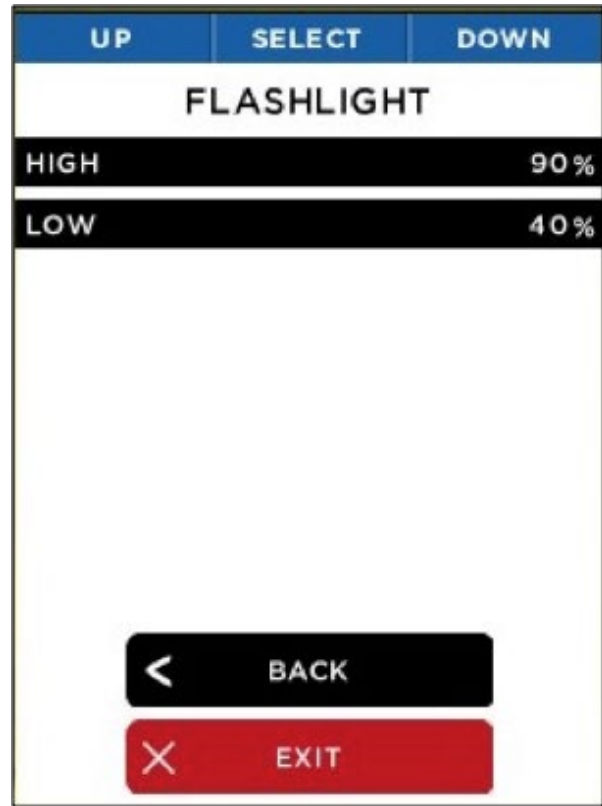 UP SELECT DOWN
FLASHLIGHT
HIGH 90%
LOW 40%
< BACK
X EXIT